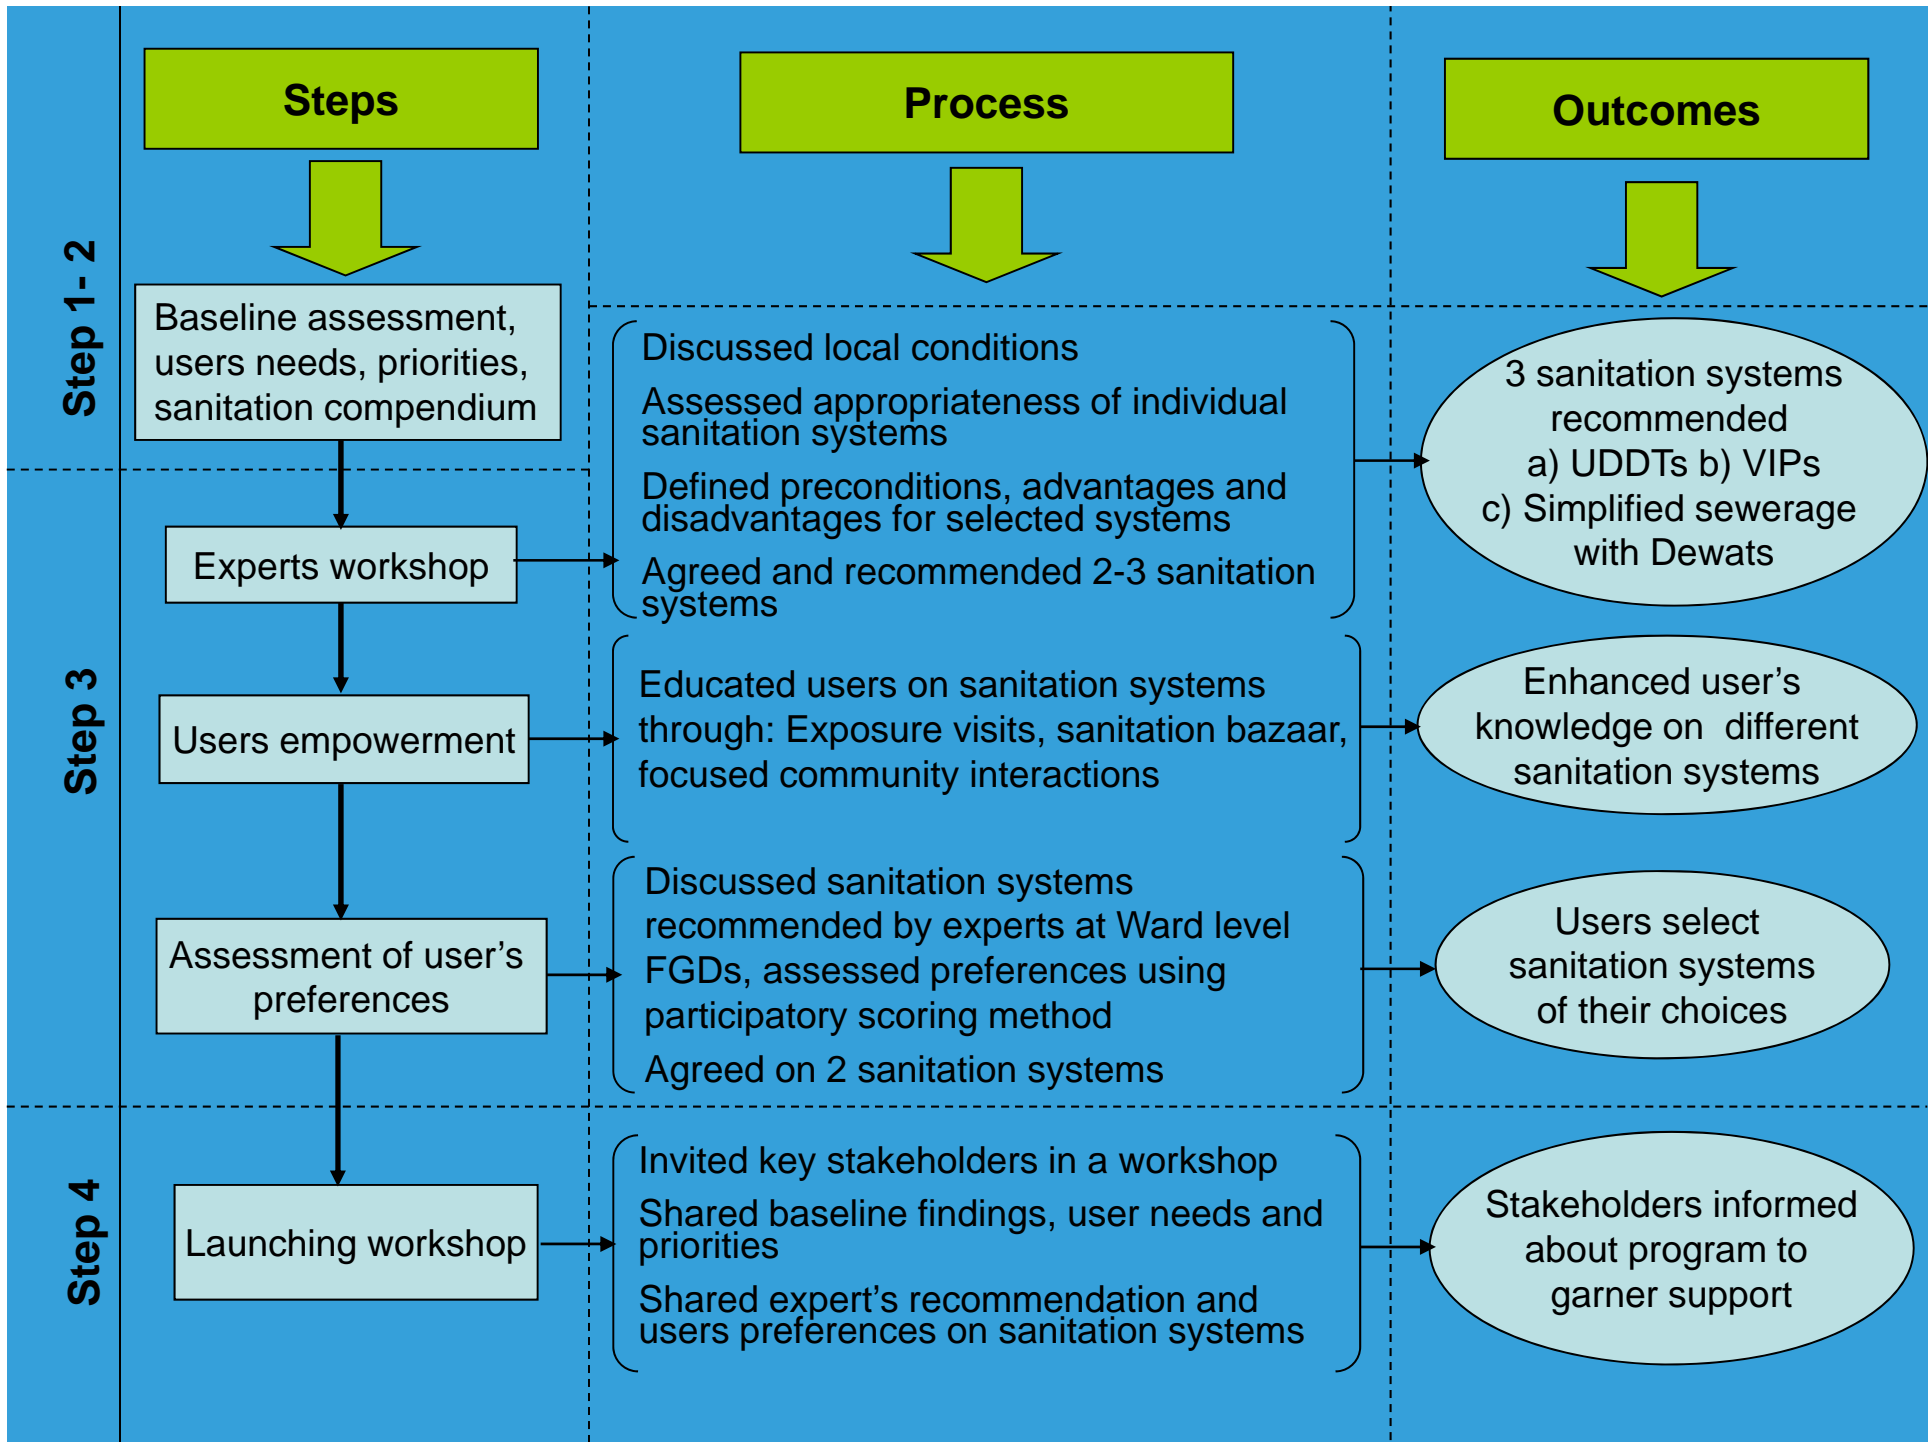 Steps
Process
Outcomes
Step 1- 2
Baseline assessment,
users needs, priorities,
sanitation compendium
Discussed local conditions
Assessed appropriateness of individual
sanitation systems
Defined preconditions, advantages and
disadvantages for selected systems
Agreed and recommended 2-3 sanitation
systems
3 sanitation systems
recommended
a) UDDTs b) VIPs
c) Simplified sewerage
with Dewats
Step 3
Experts workshop
Users empowerment
Educated users on sanitation systems
through: Exposure visits, sanitation bazaar,
focused community interactions
Enhanced user’s
knowledge on different
sanitation systems
Assessment of user’s
preferences
Discussed sanitation systems
recommended by experts at Ward level
FGDs, assessed preferences using
participatory scoring method
Agreed on 2 sanitation systems
Users select
sanitation systems
of their choices
Step 4
Launching workshop
Invited key stakeholders in a workshop
Shared baseline findings, user needs and
priorities
Shared expert’s recommendation and
users preferences on sanitation systems
Stakeholders informed
about program to
garner support